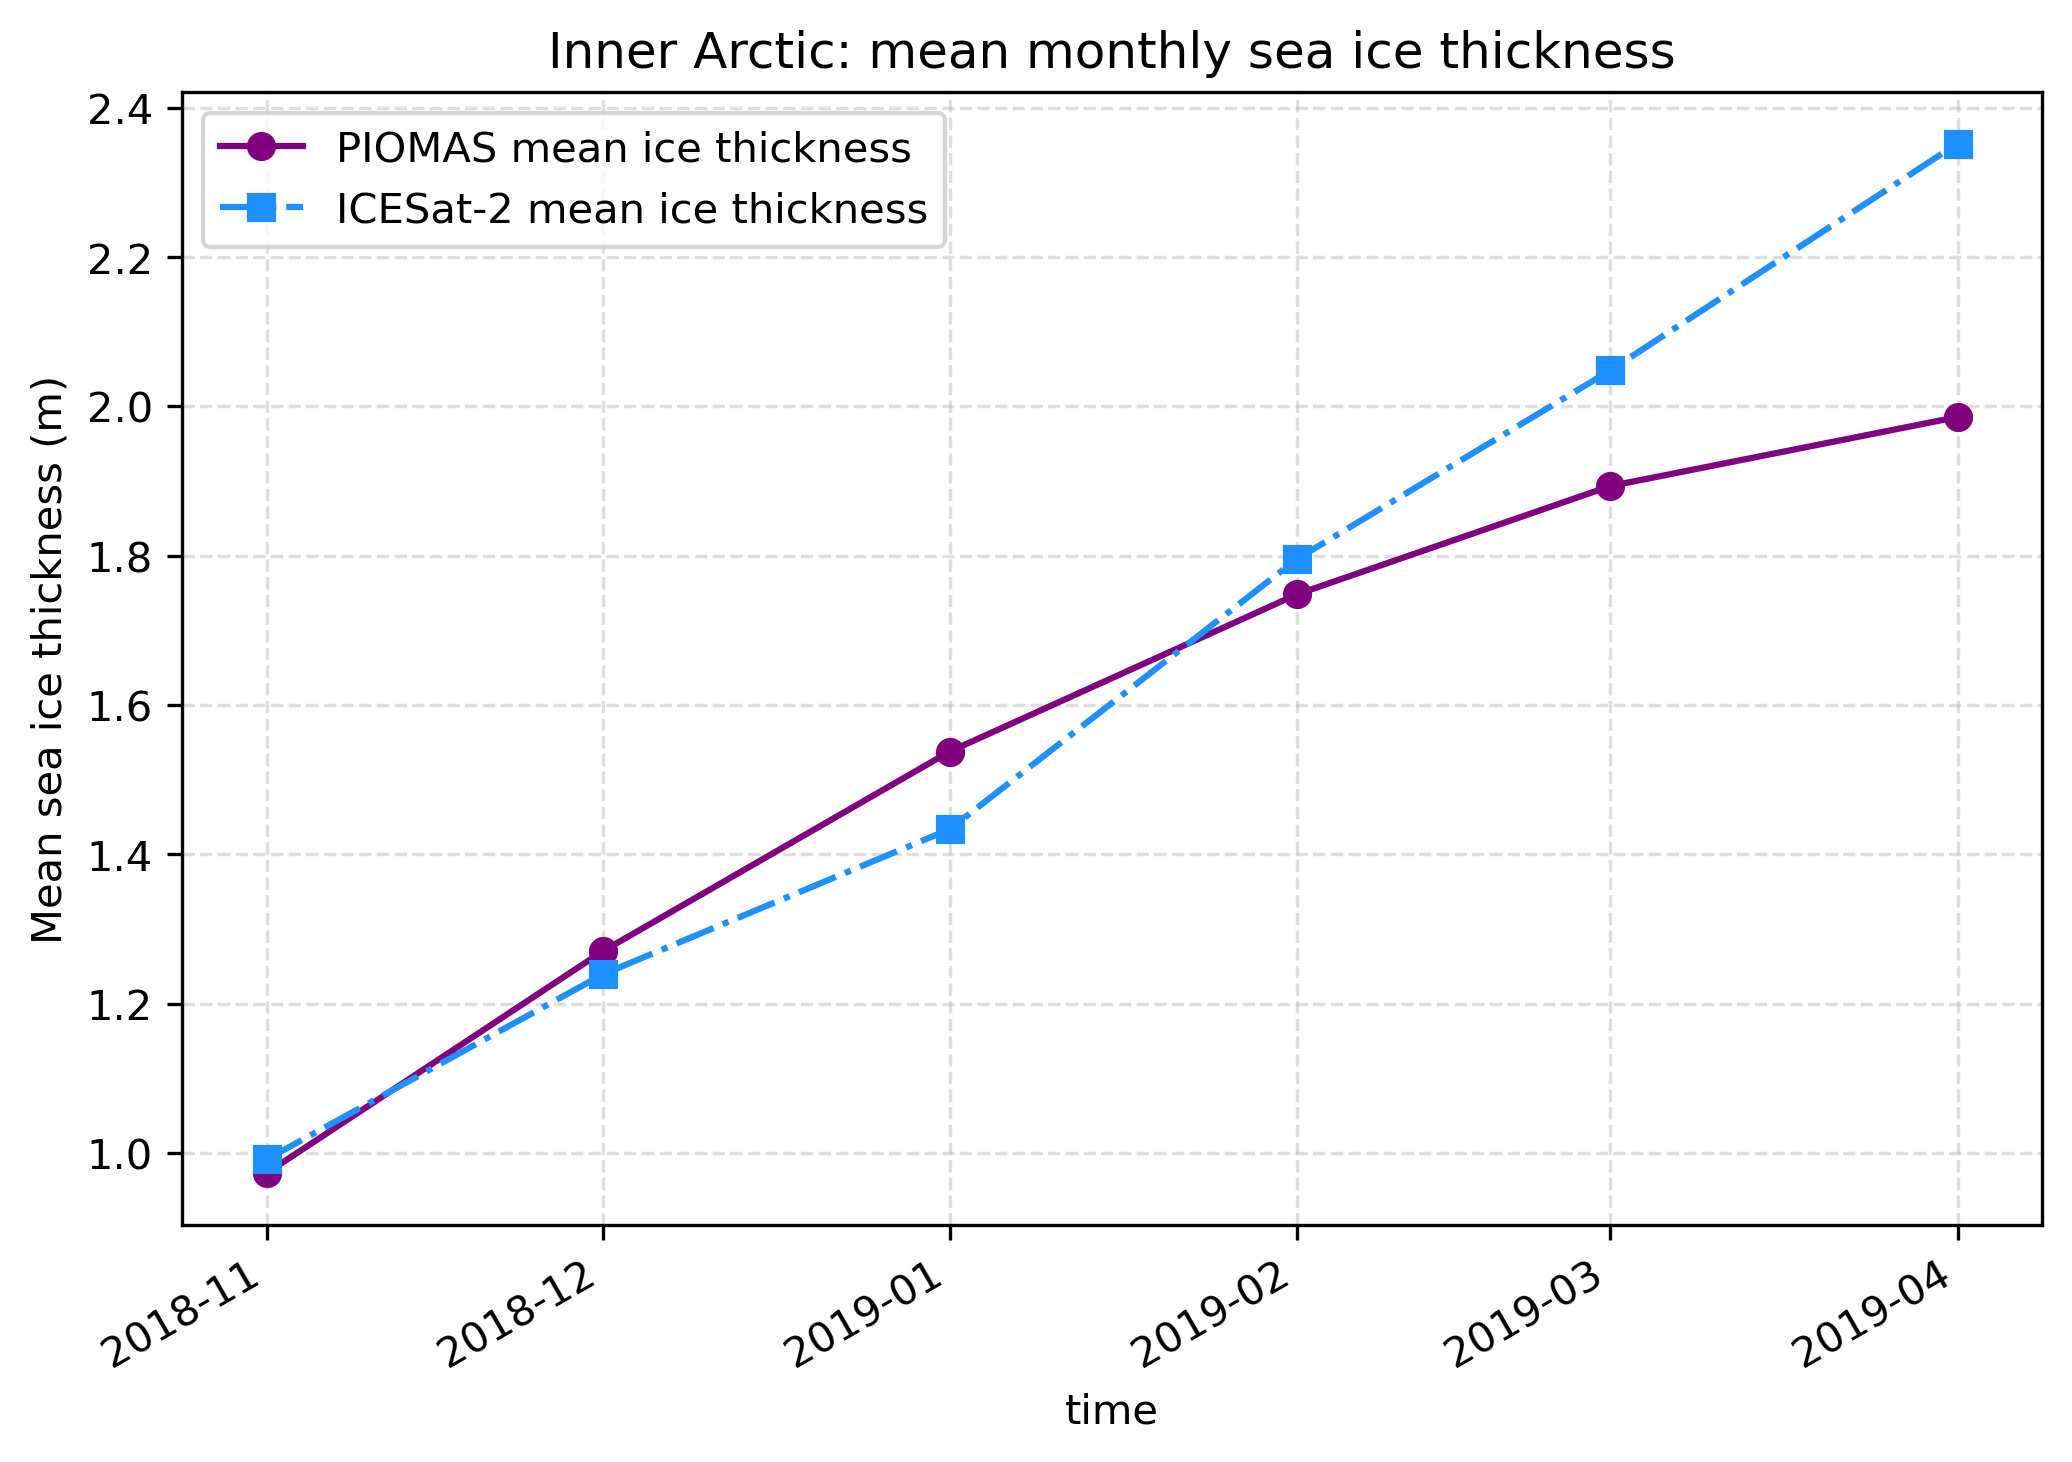 Inner Arctic: mean monthly sea ice thickness
PIOMAS mean ice thickness
ICESat-2 mean ice thickness
Mean sea ice thickness (m)
2.4
2.2
2.0
1.8
1.6
1.4
1.2
1.0
2018-11
2018-12
2019-01
2019-02
2019-03
2019-04
time